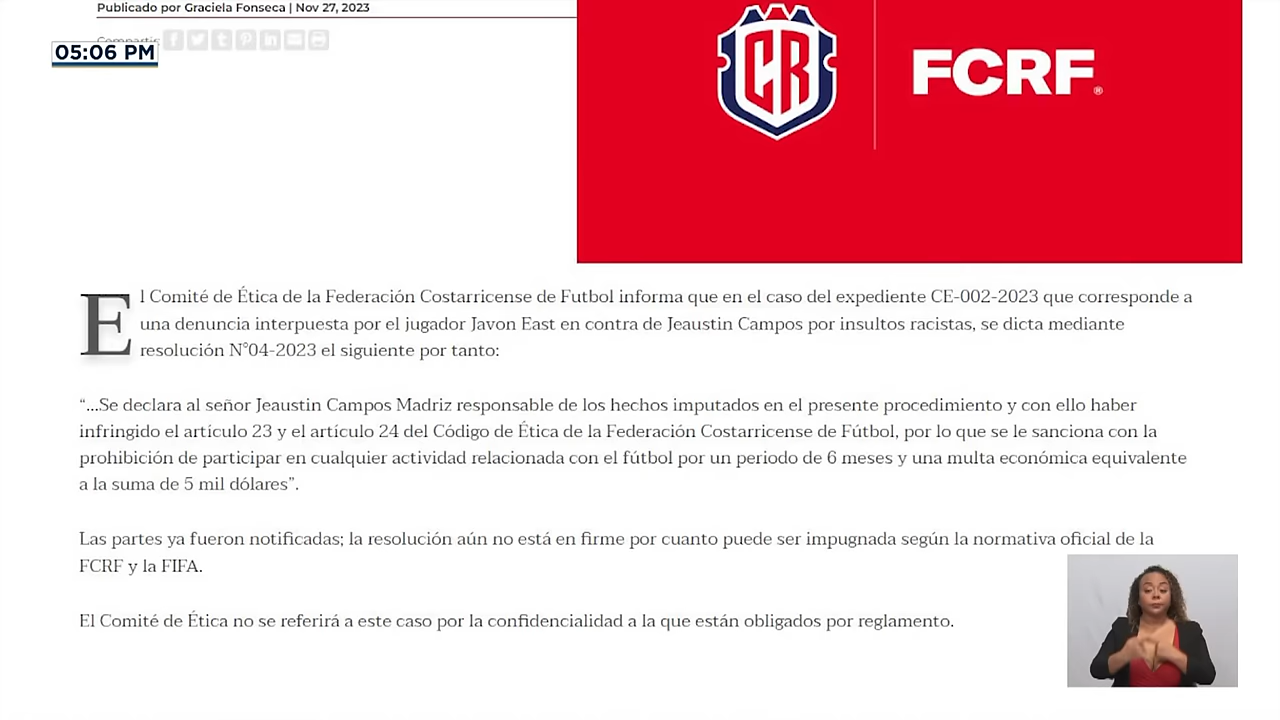 Publicado por Graciela Fonseca | Nov 27, 2023
Compartir
05:06 PM
CR
FCRF®
El Comité de Ética de la Federación Costarricense de Futbol informa que en el caso del expediente CE-002-2023 que corresponde a
una denuncia interpuesta por el jugador Javon East en contra de Jeaustin Campos por insultos racistas, se dicta mediante
resolución N°04-2023 el siguiente por tanto:
“...Se declara al señor Jeaustin Campos Madriz responsable de los hechos imputados en el presente procedimiento y con ello haber
infringido el artículo 23 y el artículo 24 del Código de Ética de la Federación Costarricense de Fútbol, por lo que se le sanciona con la
prohibición de participar en cualquier actividad relacionada con el fútbol por un periodo de 6 meses y una multa económica equivalente
a la suma de 5 mil dólares”.
Las partes ya fueron notificadas; la resolución aún no está en firme por cuanto puede ser impugnada según la normativa oficial de la
FCRF y la FIFA.
El Comité de Ética no se referirá a este caso por la confidencialidad a la que están obligados por reglamento.